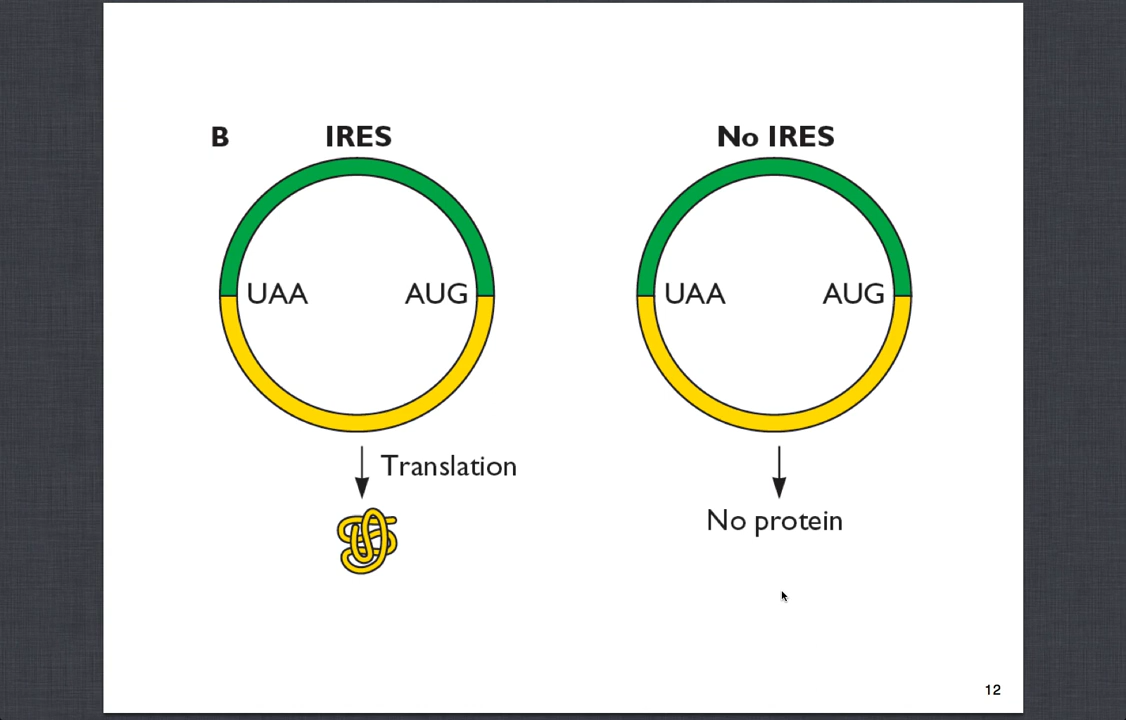 B IRES
No IRES
UAA AUG
UAA AUG
Translation
No protein
12